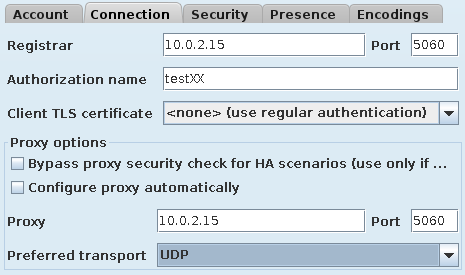 Account Connection Security Presence Encodings
Registrar 10.0.2.15 Port 5060
Authorization name testXX
Client TLS certificate <none> (use regular authentication)
Proxy options
Bypass proxy security check for HA scenarios (use only if ...
Configure proxy automatically
Proxy 10.0.2.15 Port 5060
Preferred transport UDP